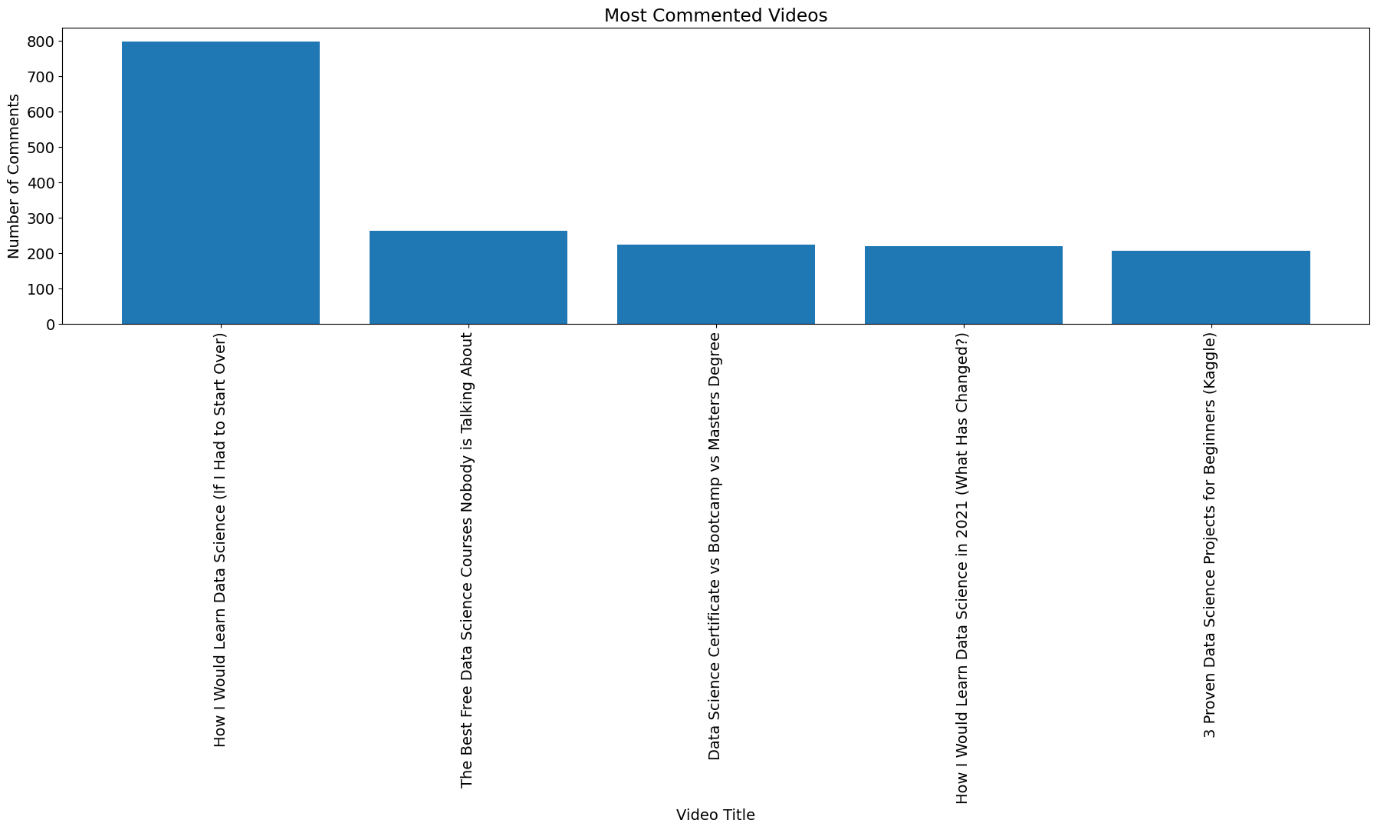 Most Commented Videos
Number of Comments
800
700
600
500
400
300
200
100
0
How I Would Learn Data Science (If I Had to Start Over)
The Best Free Data Science Courses Nobody is Talking About
Data Science Certificate vs Bootcamp vs Masters Degree
How I Would Learn Data Science in 2021 (What Has Changed?)
3 Proven Data Science Projects for Beginners (Kaggle)
Video Title